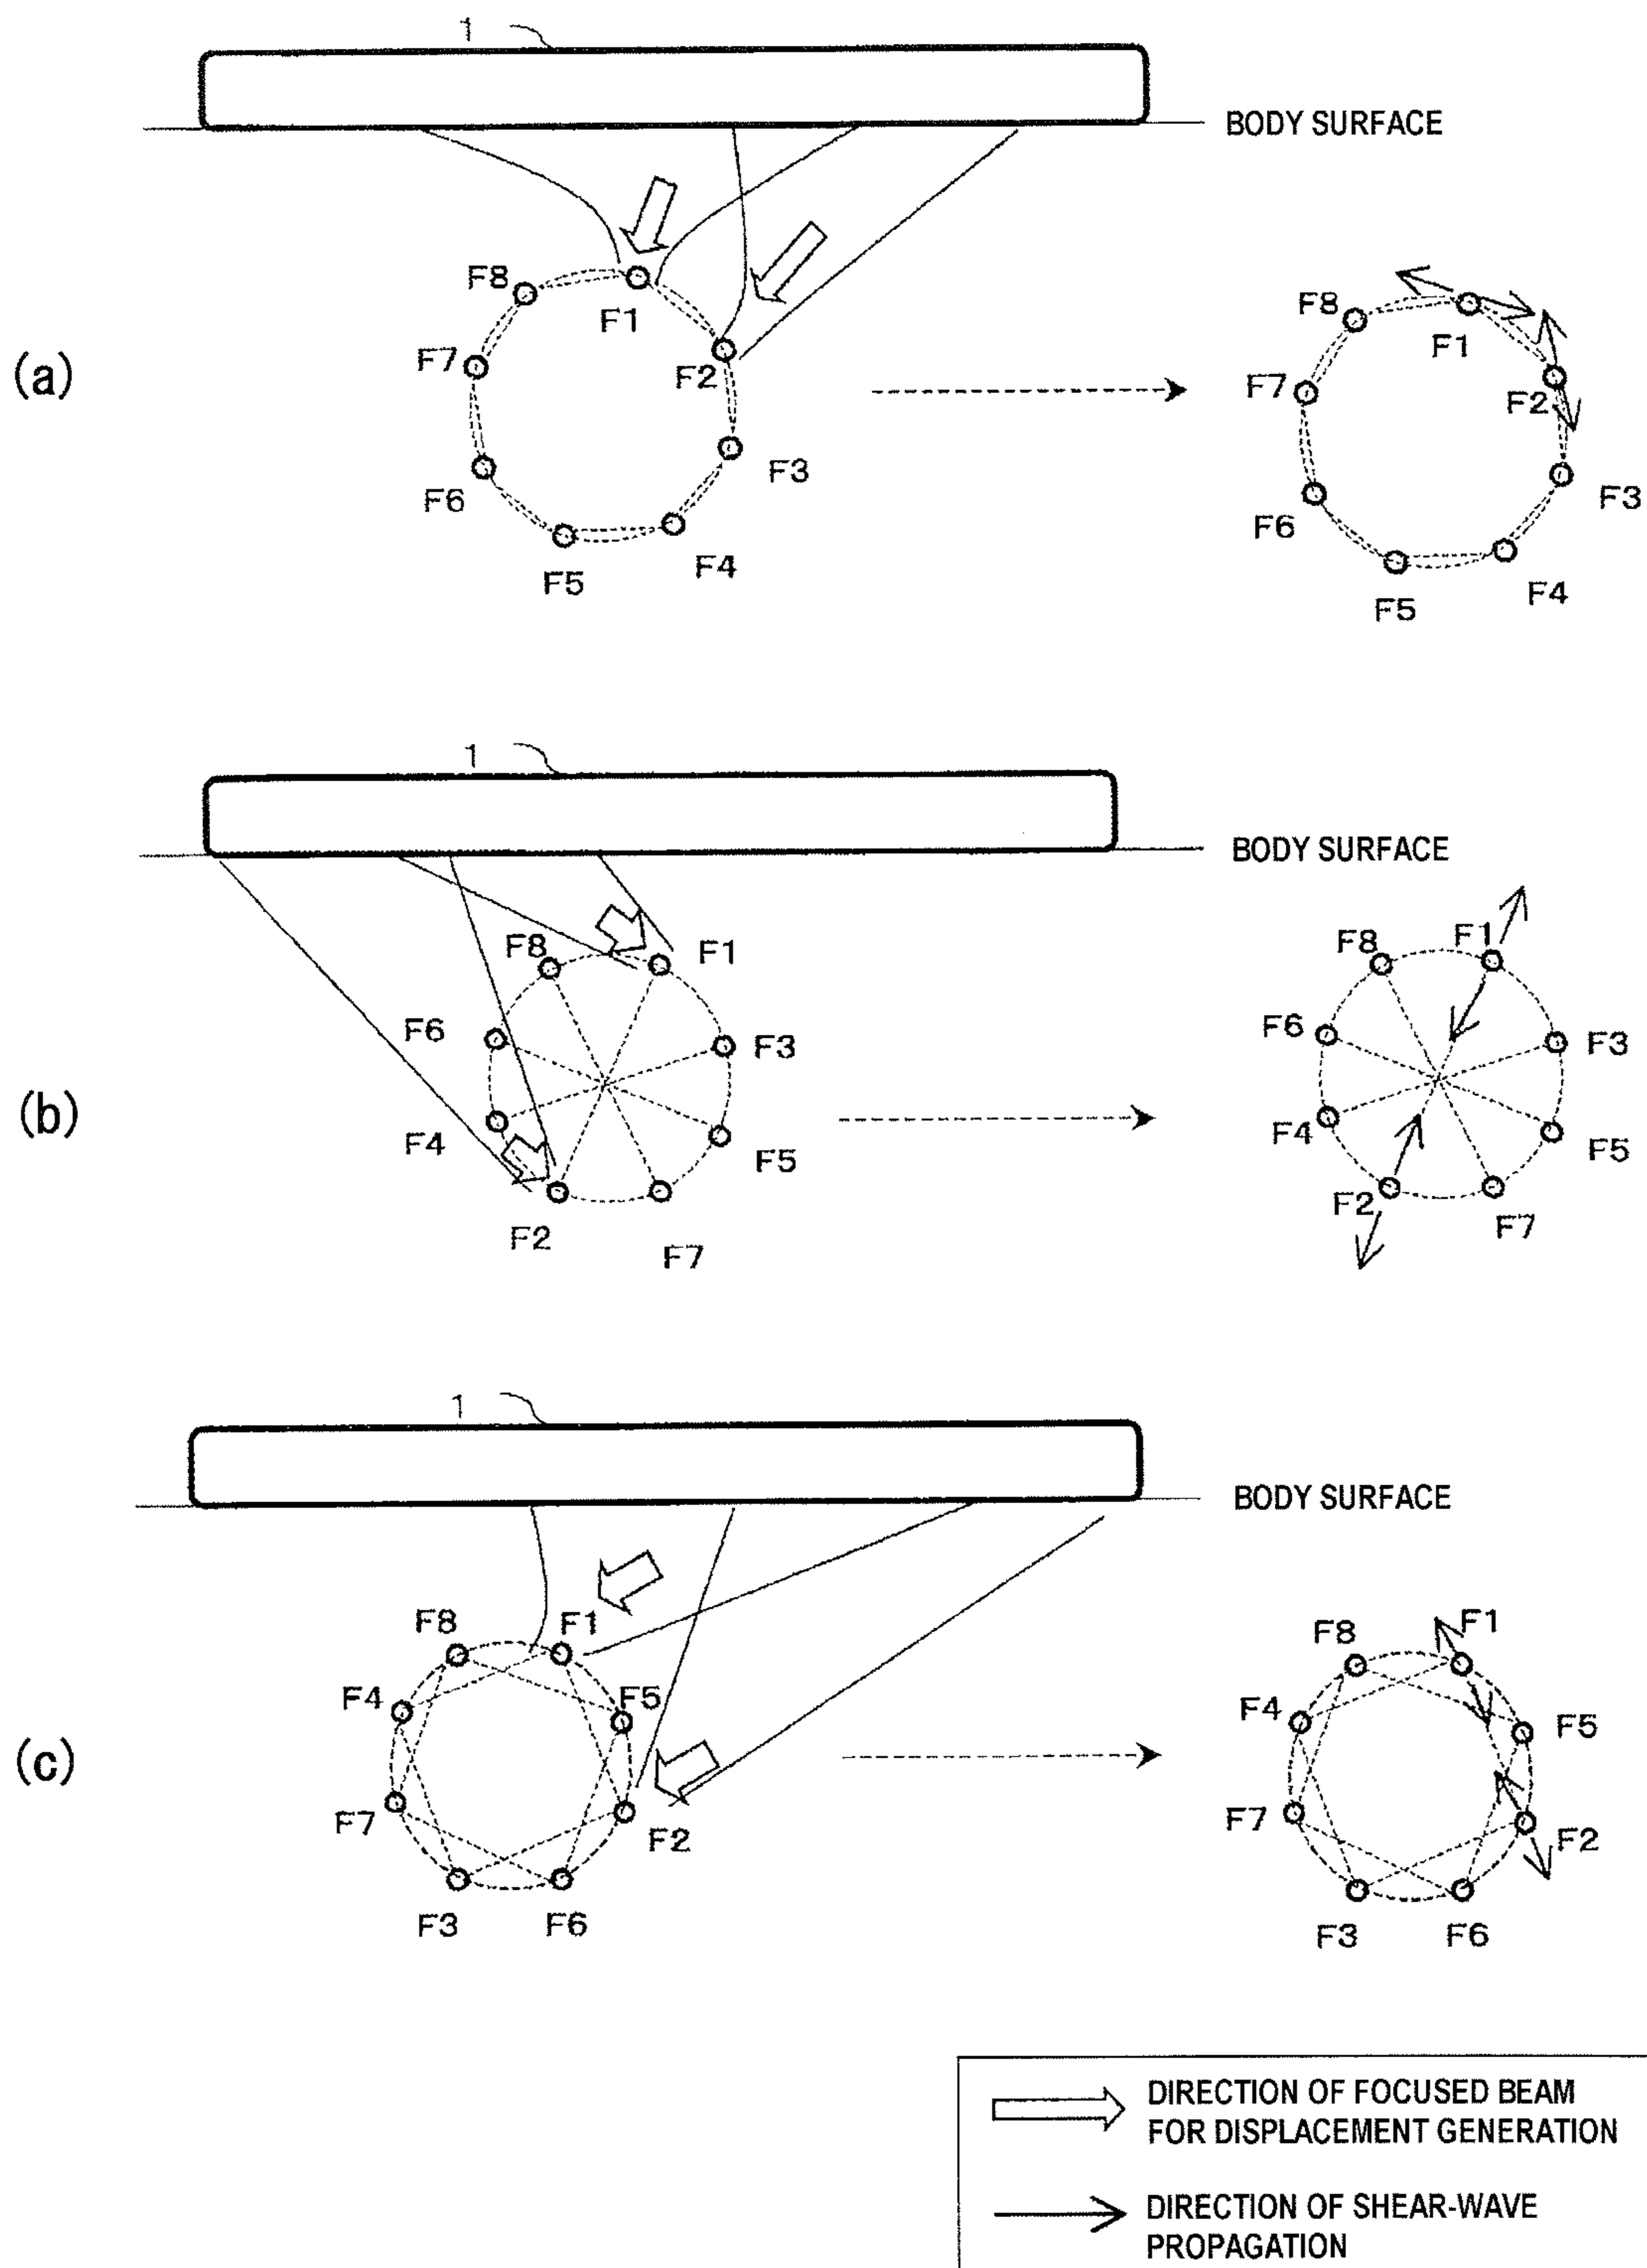 1
BODY SURFACE
F8
F1
F7
F2
F3
F6
F4
F5
(a)
F8
F1
F7
F2
F3
F6
F4
F5
1
BODY SURFACE
F8
F1
F6
F3
F4
F5
F2
F7
(b)
F8
F1
F6
F3
F4
F5
F2
F7
1
BODY SURFACE
F8
F1
F4
F5
F7
F2
F3
F6
(c)
F8
F1
F4
F5
F7
F2
F3
F6
DIRECTION OF FOCUSED BEAM
FOR DISPLACEMENT GENERATION
DIRECTION OF SHEAR-WAVE
PROPAGATION